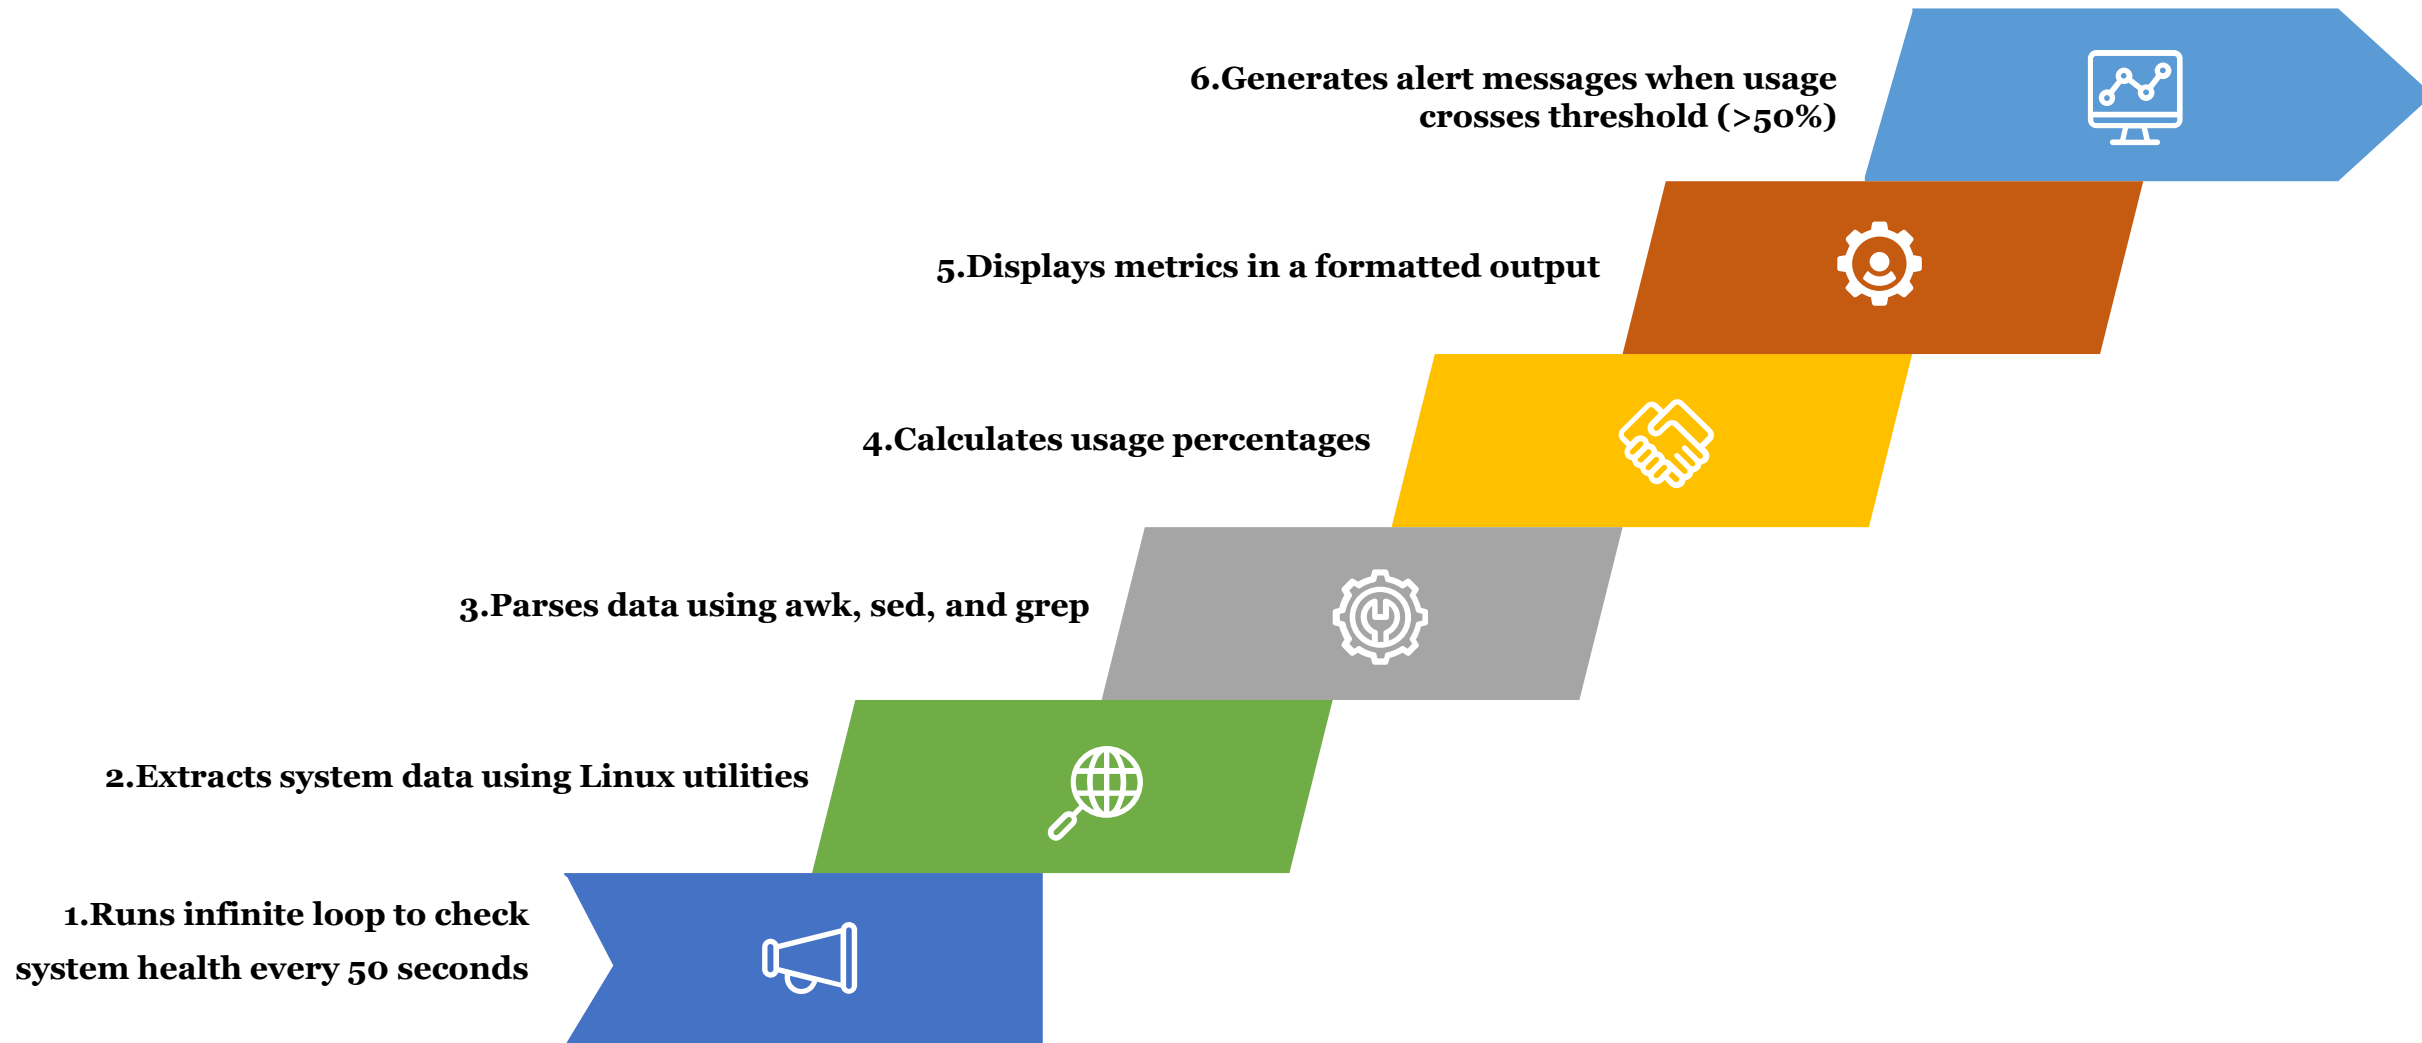 6.Generates alert messages when usage
crosses threshold (>50%)
5.Displays metrics in a formatted output
4.Calculates usage percentages
3.Parses data using awk, sed, and grep
2.Extracts system data using Linux utilities
1.Runs infinite loop to check
system health every 50 seconds